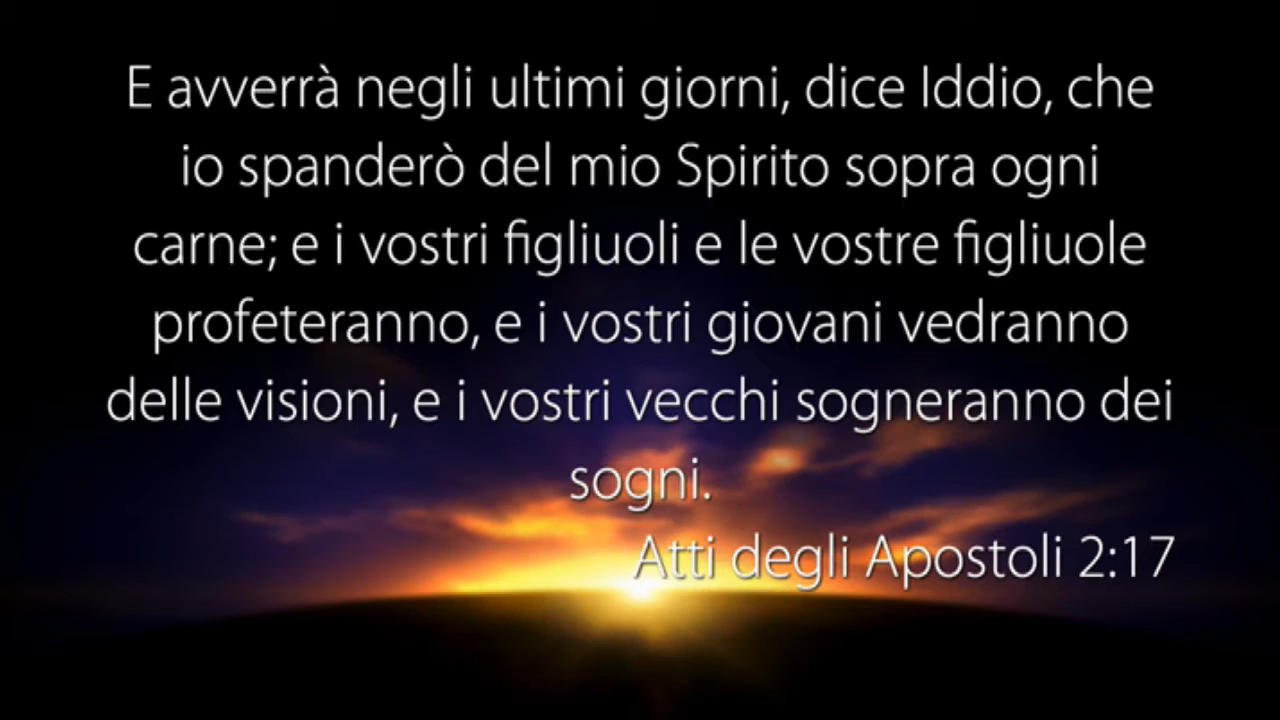 E avverrà negli ultimi giorni, dice Iddio, che
io spanderò del mio Spirito sopra ogni
carne; e i vostri figliuoli e le vostre figliuole
profeteranno, e i vostri giovani vedranno
delle visioni, e i vostri vecchi sogneranno dei
sogni.
Atti degli Apostoli 2:17